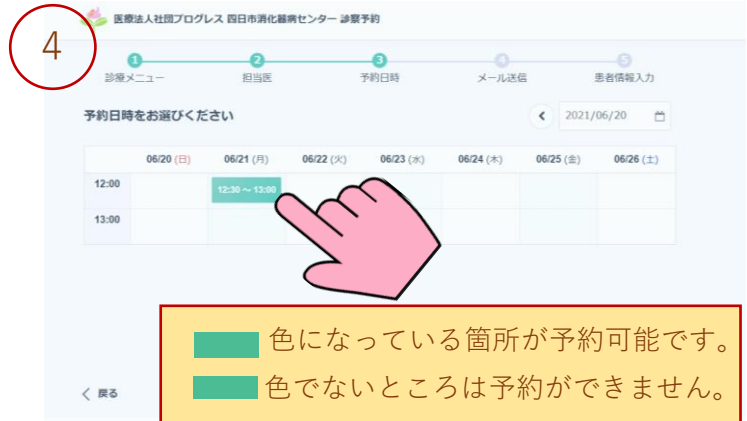 4
医療法人社団プログレス 四日市消化器病センター 診察予約
1 2 3 4 5
診療メニュー 担当医 予約日時 メール送信 患者情報入力
予約日時をお選びください
2021/06/20
06/20 (日) 06/21 (月) 06/22 (火) 06/23 (水) 06/24 (木) 06/25 (金) 06/26 (土)
12:00
12:30 ～ 13:00
13:00
色になっている箇所が予約可能です。
色でないところは予約ができません。
戻る